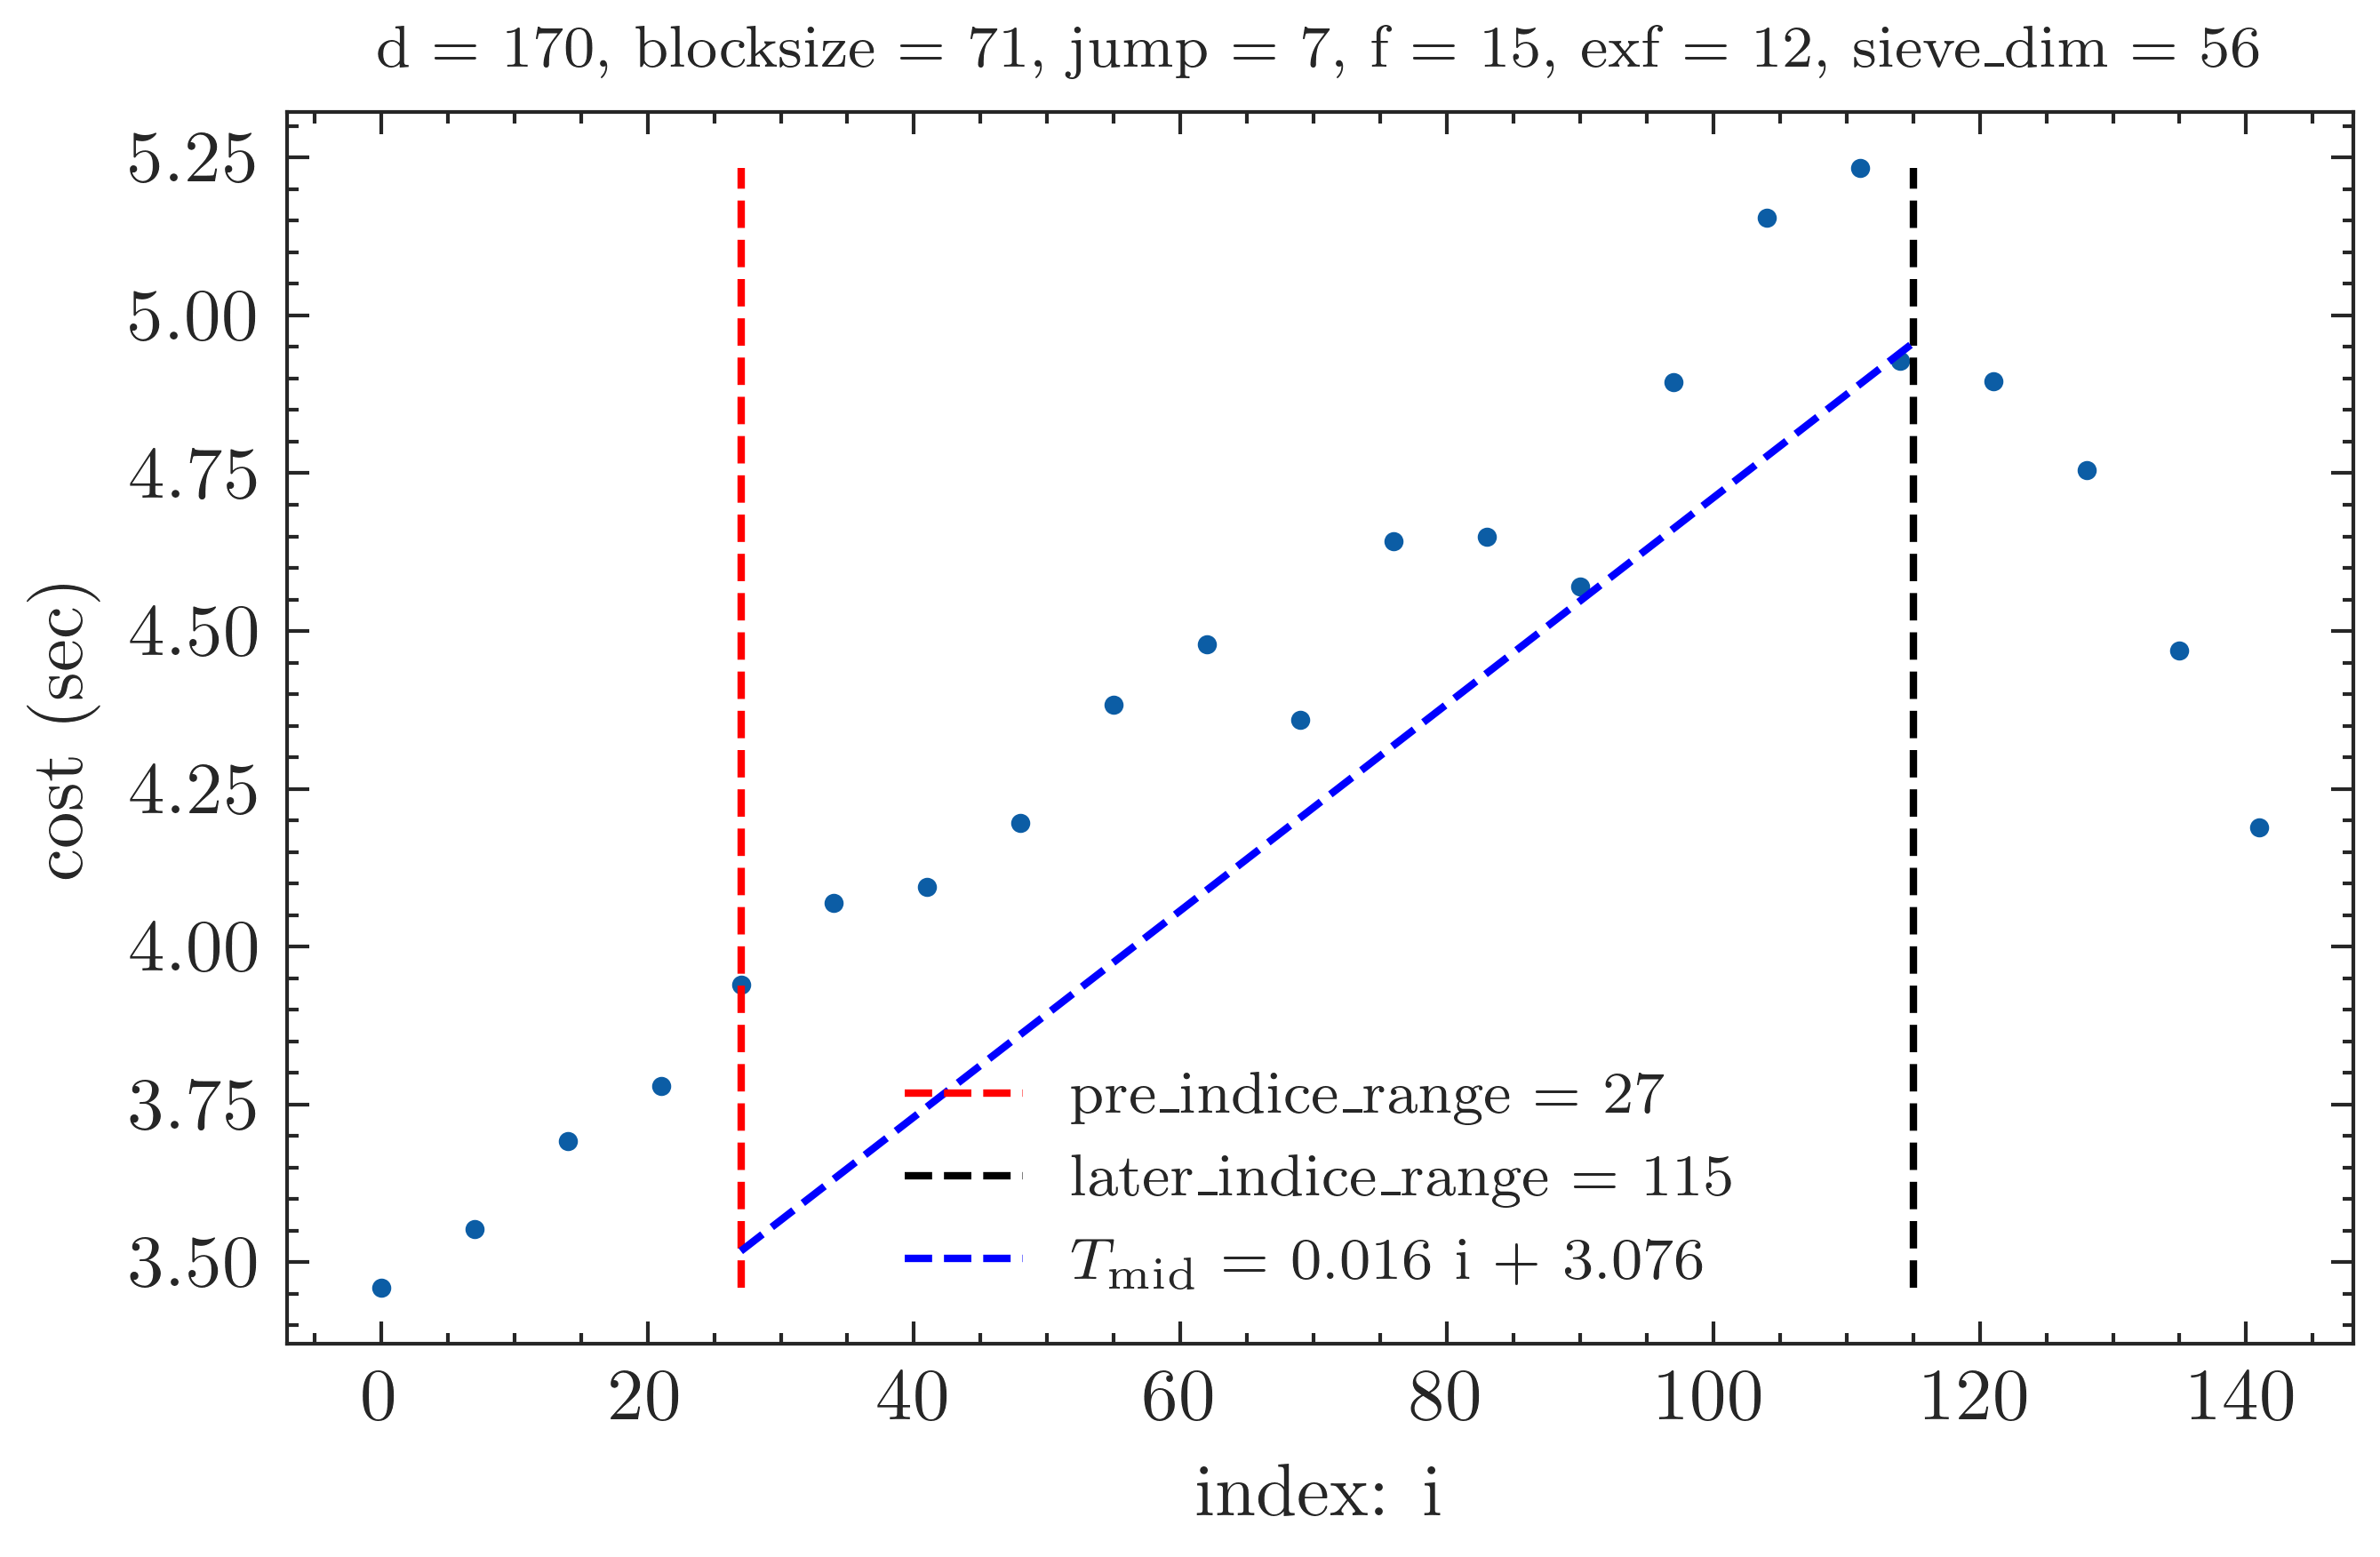 d = 170, blocksize = 71, jump = 7, f = 15, exf = 12, sieve_dim = 56
5.25
5.00
4.75
4.50
4.25
4.00
3.75
3.50
cost (sec)
pre_indice_range = 27
later_indice_range = 115
T_mid = 0.016 i + 3.076
0 20 40 60 80 100 120 140
index: i